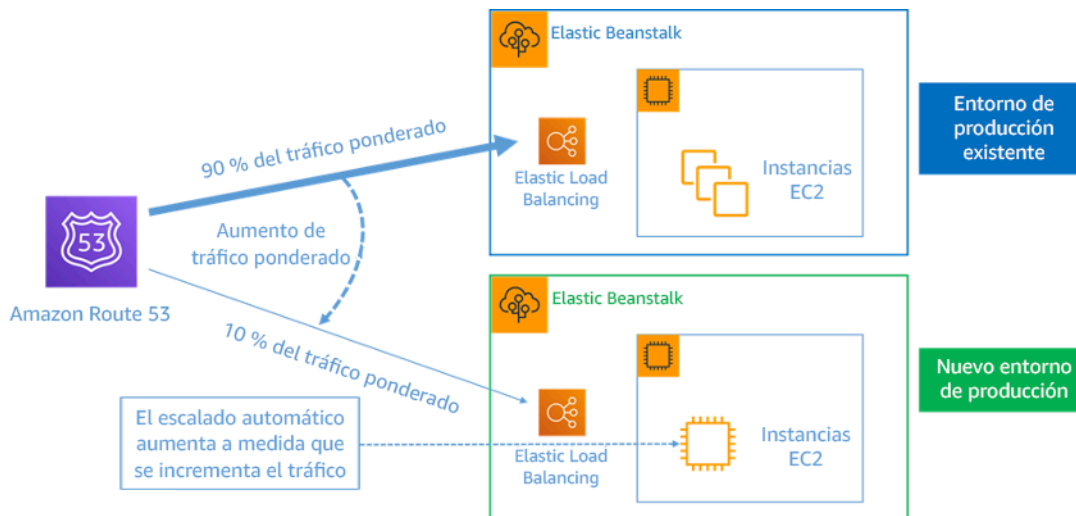 Elastic Beanstalk
90 % del tráfico ponderado
Elastic Load
Balancing
Instancias
EC2
Entorno de
producción
existente
53
Amazon Route 53
Aumento de
tráfico ponderado
10 % del tráfico ponderado
Elastic Beanstalk
Elastic Load
Balancing
Instancias
EC2
Nuevo entorno
de producción
El escalado automático
aumenta a medida que
se incrementa el tráfico